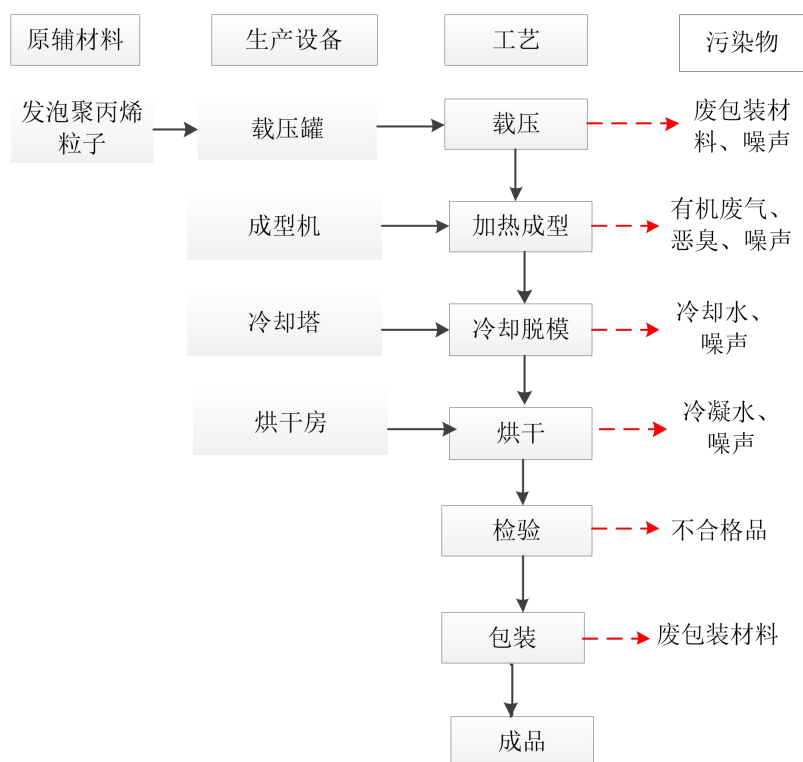 原辅材料
生产设备
工艺
污染物
发泡聚丙烯
粒子
载压罐
载压
废包装材
料、噪声
成型机
加热成型
有机废气、
恶臭、噪声
冷却塔
冷却脱模
冷却水、
噪声
烘干房
烘干
冷凝水、
噪声
检验
不合格品
包装
废包装材料
成品